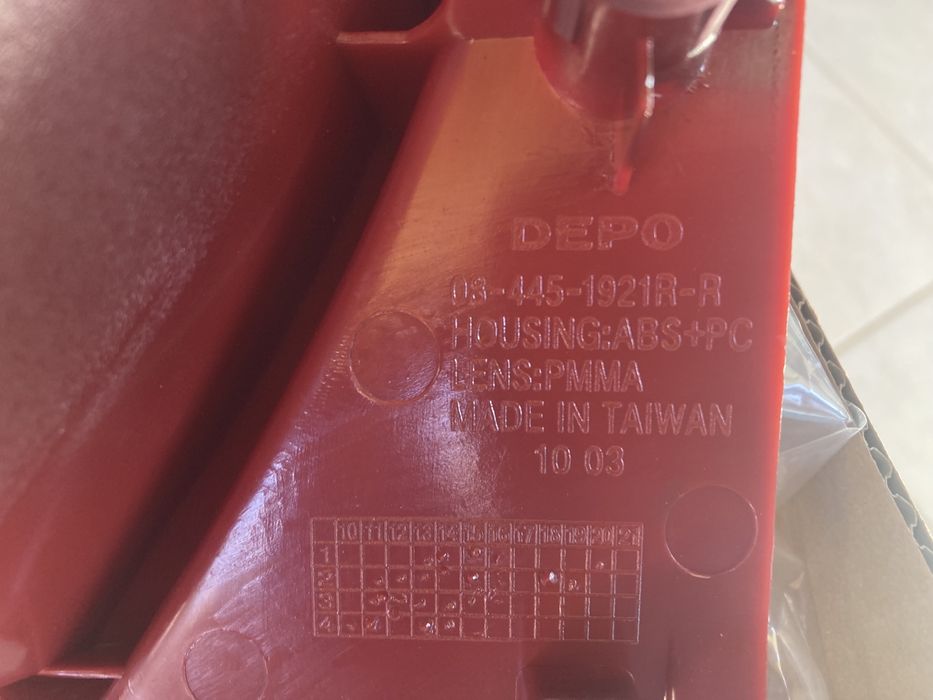 DEPO
03-445-1921R-R
HOUSING:ABS+PC
LENS:PMMA
MADE IN TAIWAN
10 03
10 11 12 13 14 15 16 17 18 19 20 21
1
2
3
4